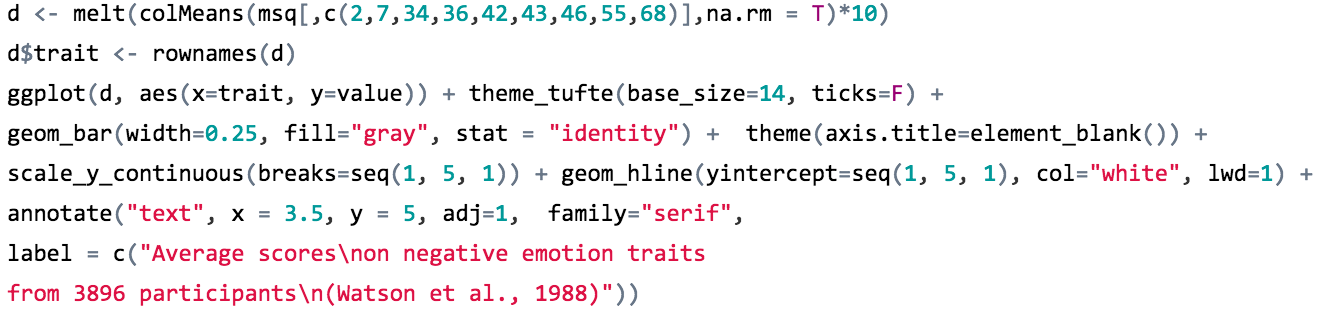 d <- melt(colMeans(msq[,c(2,7,34,36,42,43,46,55,68)],na.rm = T)*10)
d$trait <- rownames(d)
ggplot(d, aes(x=trait, y=value)) + theme_tufte(base_size=14, ticks=F) +
geom_bar(width=0.25, fill="gray", stat = "identity") +  theme(axis.title=element_blank()) +
scale_y_continuous(breaks=seq(1, 5, 1)) + geom_hline(yintercept=seq(1, 5, 1), col="white", lwd=1) +
annotate("text", x = 3.5, y = 5, adj=1,  family="serif",
label = c("Average scores\non negative emotion traits
from 3896 participants\n(Watson et al., 1988)"))